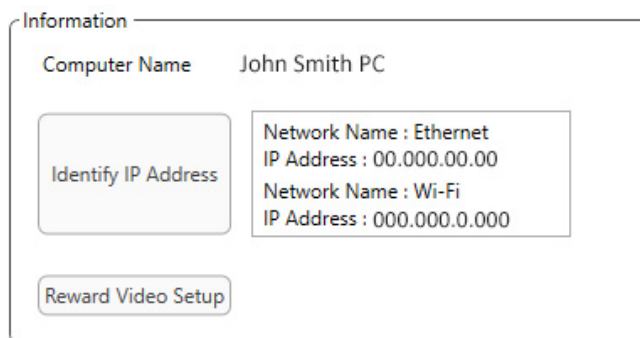 Information
Computer Name John Smith PC
Identify IP Address
Network Name : Ethernet
IP Address : 00.000.00.00
Network Name : Wi-Fi
IP Address : 000.000.0.000
Reward Video Setup